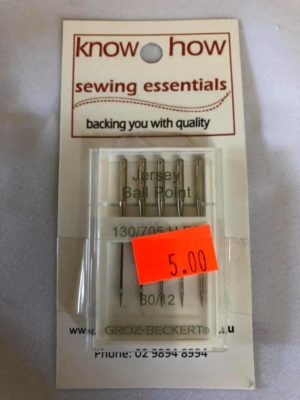 know how
sewing essentials
backing you with quality
Jersey
Ball Point
130/705
5.00
80/12
GROZ-BECKERT®
Phone: 02 9894 8994